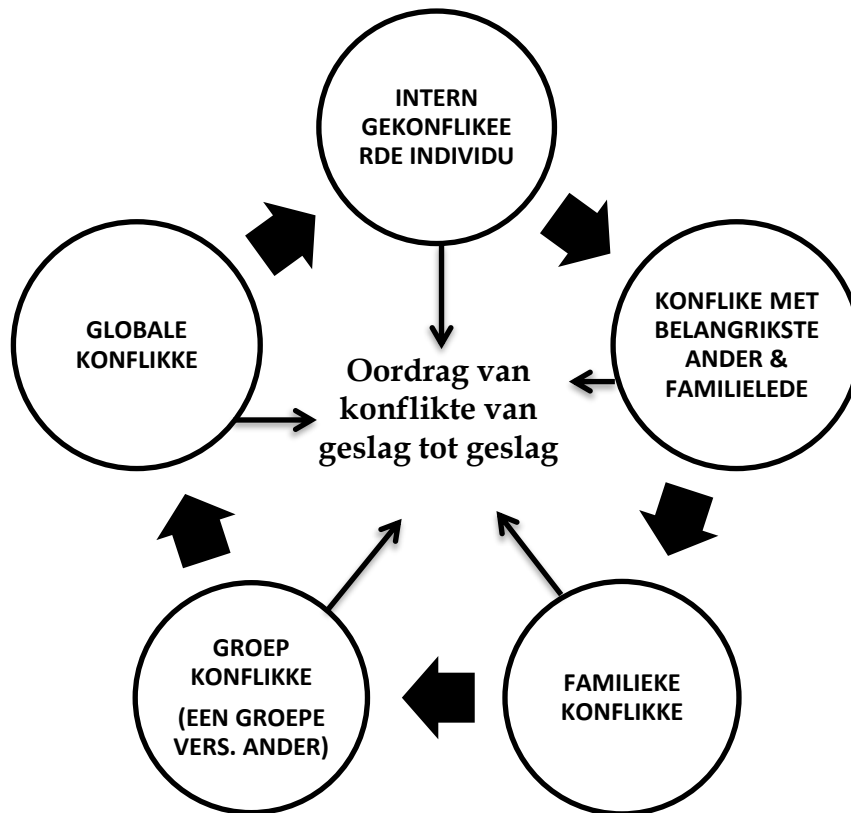 INTERN
GEKONFLIKEE
RDE INDIVIDU
KONFLIKE MET
BELANGRIKSTE
ANDER &
FAMILIELEDE
GLOBALE
KONFLIKKE
Oordrag van
konflikte van
geslag tot geslag
GROEP
KONFLIKKE
(EEN GROEPE
VERS. ANDER)
FAMILIEKE
KONFLIKKE